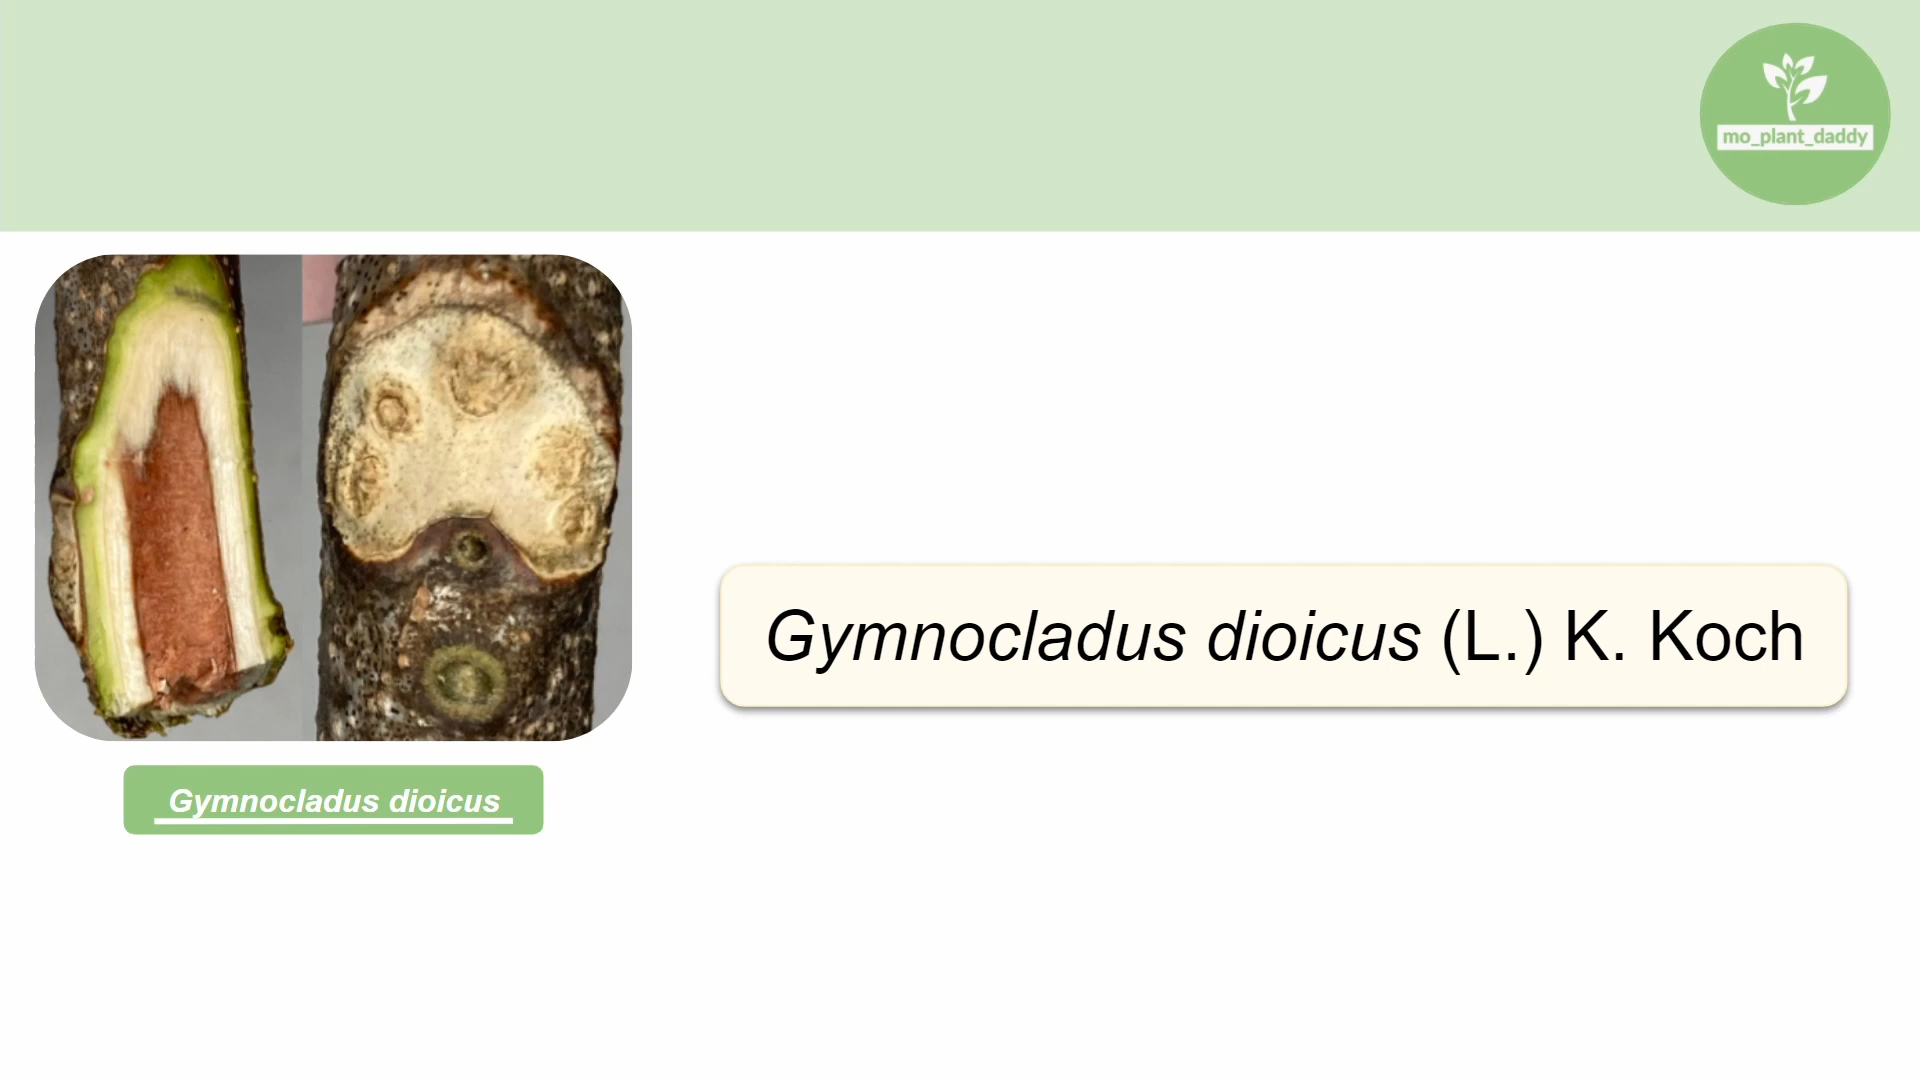 mo_plant_daddy
Gymnocladus dioicus (L.) K. Koch
Gymnocladus dioicus